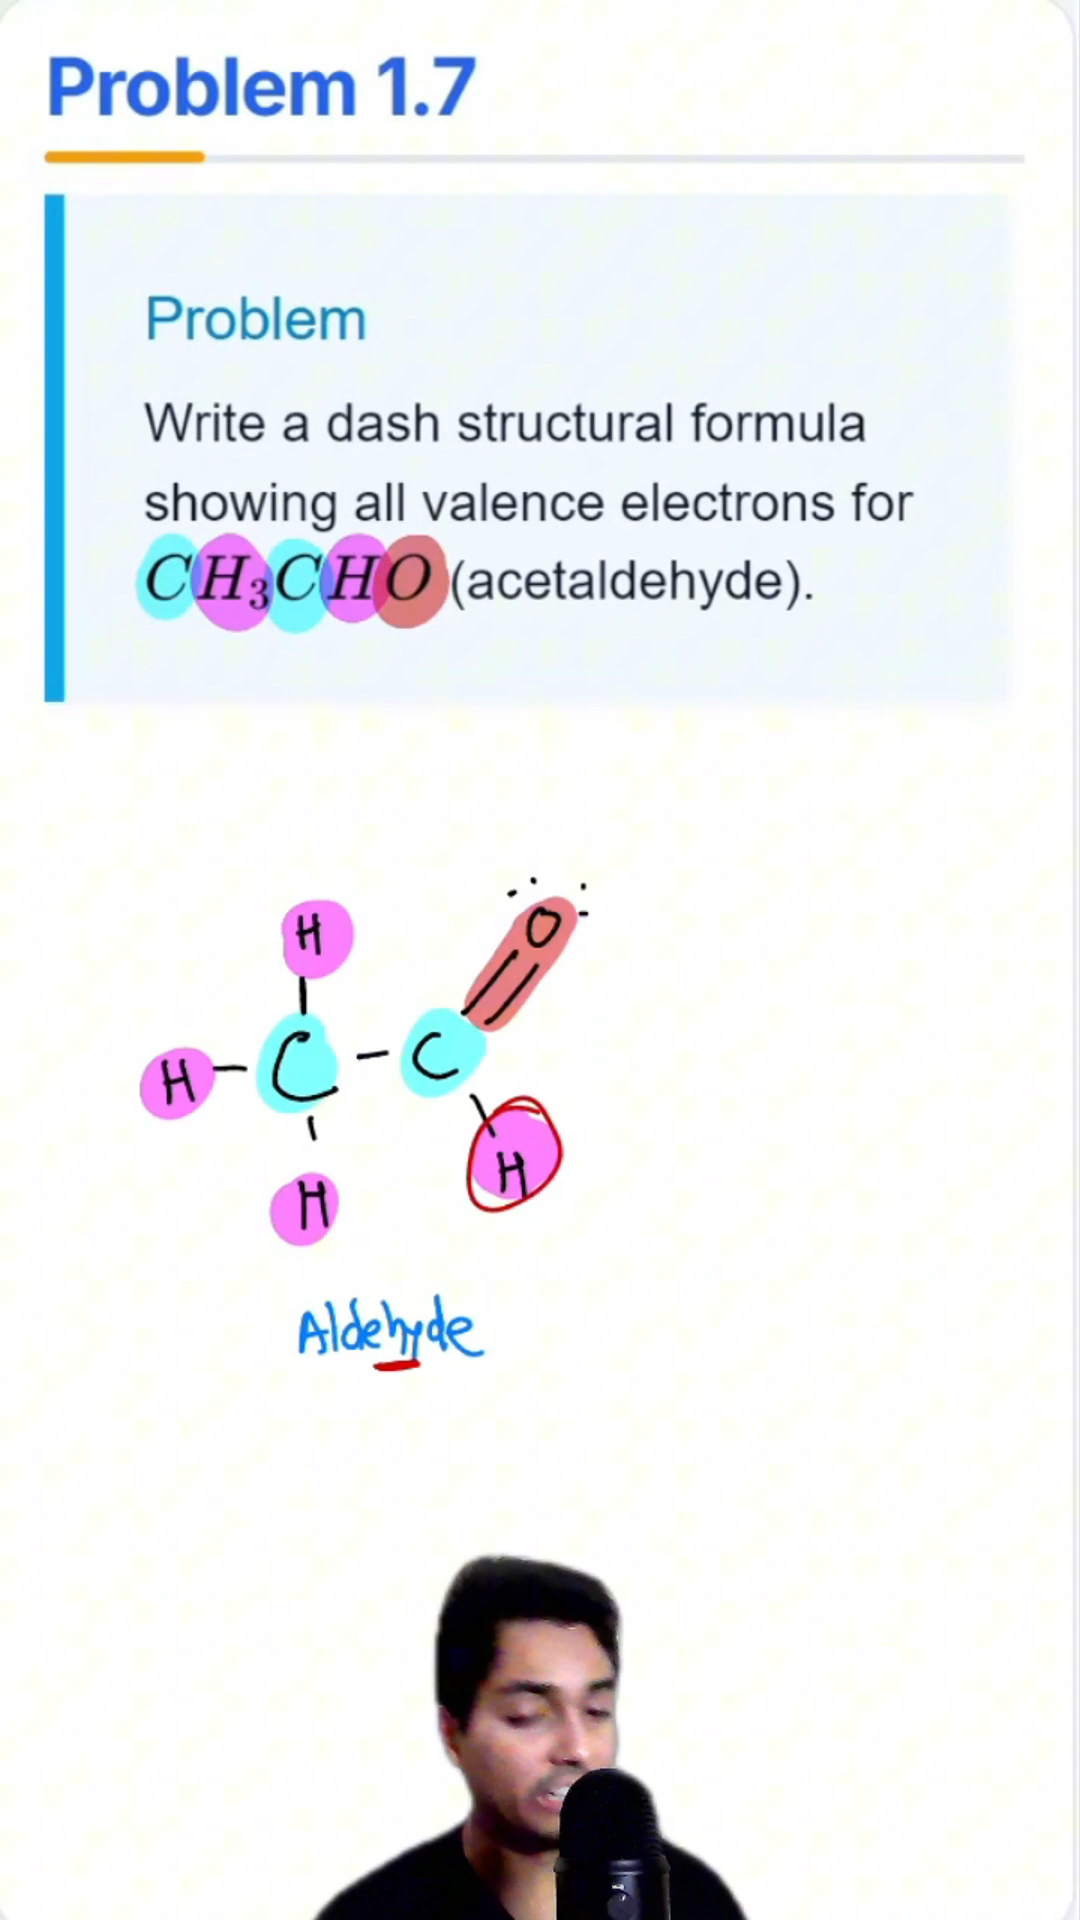 Problem 1.7
Problem
Write a dash structural formula
showing all valence electrons for
CH₃CHO (acetaldehyde).
H O
H – C – C
H
H
Aldehyde